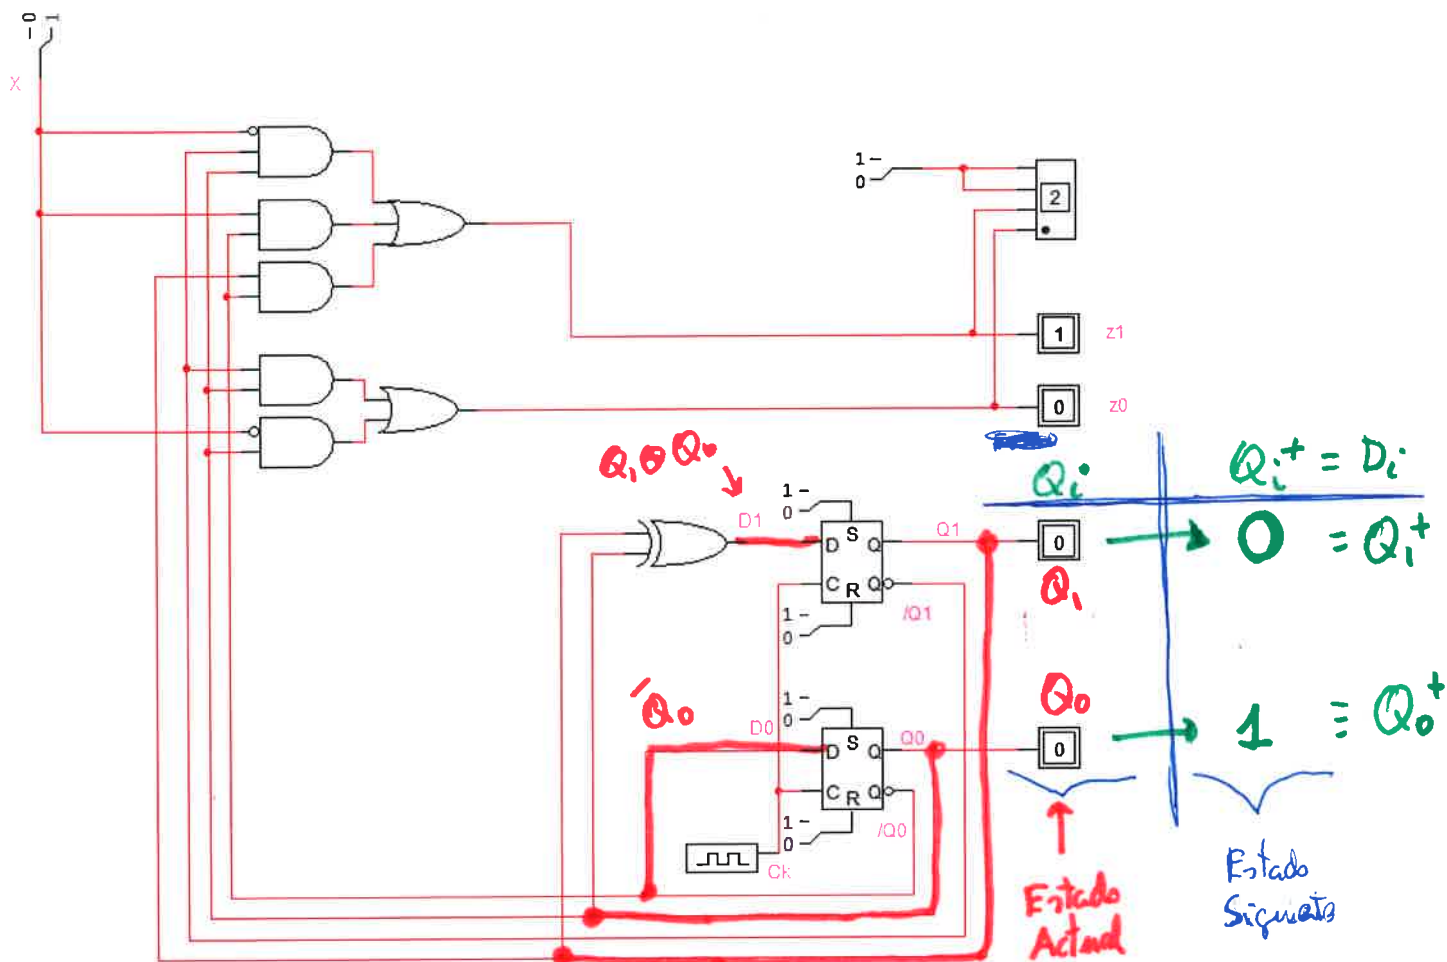 -0
1
X
1
0
2
1
z1
0
z0
Q1 ⊕ Q0
Qi
Qi+ = Di
1
0
D1
S
D
Q
C
R
Q
Q1
/Q1
1
0
0
Q1
0 = Q1+
Q0
Q0
1
0
D0
S
D
Q
C
R
Q
Q0
/Q0
1
0
0
1 ≡ Q0+
Ck
Estado
Actual
Estado